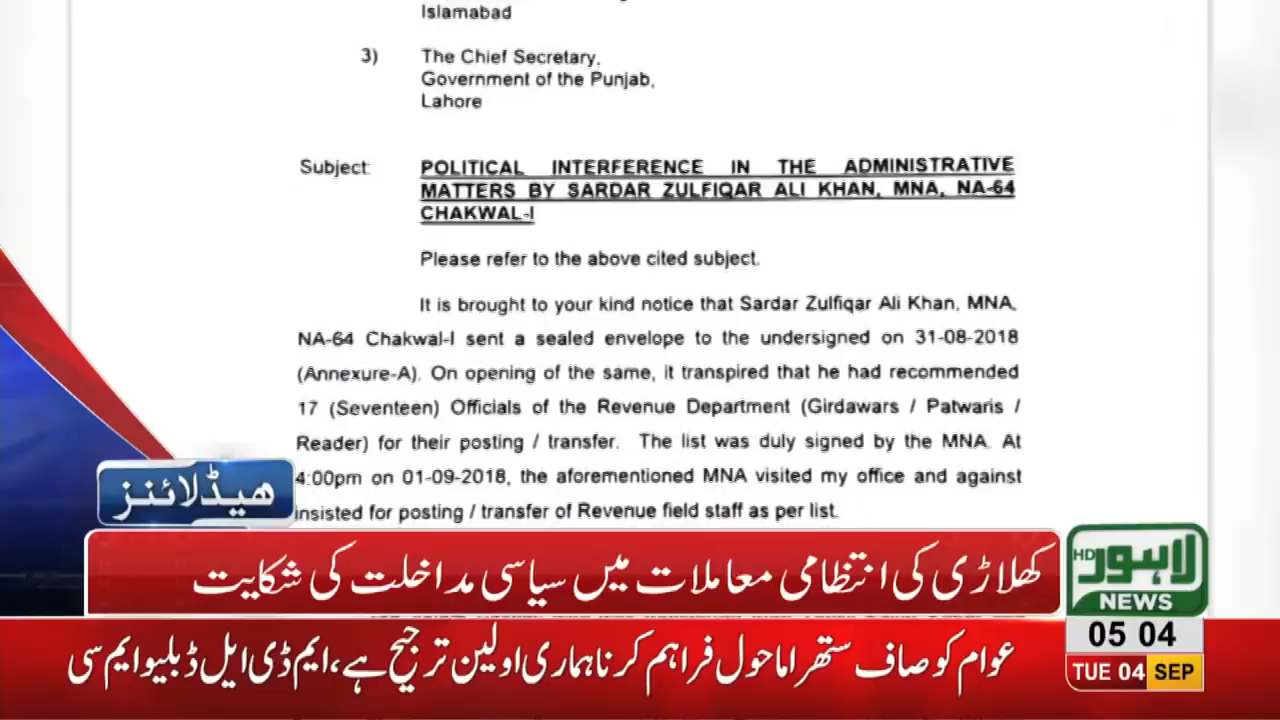 Islamabad
3) The Chief Secretary,
Government of the Punjab,
Lahore
Subject: POLITICAL INTERFERENCE IN THE ADMINISTRATIVE
MATTERS BY SARDAR ZULFIQAR ALI KHAN, MNA, NA-64
CHAKWAL-I
Please refer to the above cited subject.
It is brought to your kind notice that Sardar Zulfiqar Ali Khan, MNA,
NA-64 Chakwal-I sent a sealed envelope to the undersigned on 31-08-2018
(Annexure-A). On opening of the same, it transpired that he had recommended
17 (Seventeen) Officials of the Revenue Department (Girdawars / Patwaris /
Reader) for their posting / transfer. The list was duly signed by the MNA. At
4:00pm on 01-09-2018, the aforementioned MNA visited my office and against
insisted for posting / transfer of Revenue field staff as per list.
ہیڈلائنز
کھلاڑی کی انتظامی معاملات میں سیاسی مداخلت کی شکایت
لاہور HD
NEWS
05 04
TUE 04 SEP
عوام کو صاف ستھرا ماحول فراہم کرنا ہماری اولین ترجیح ہے، ایم ڈی ایل ڈبلیو ایم سی